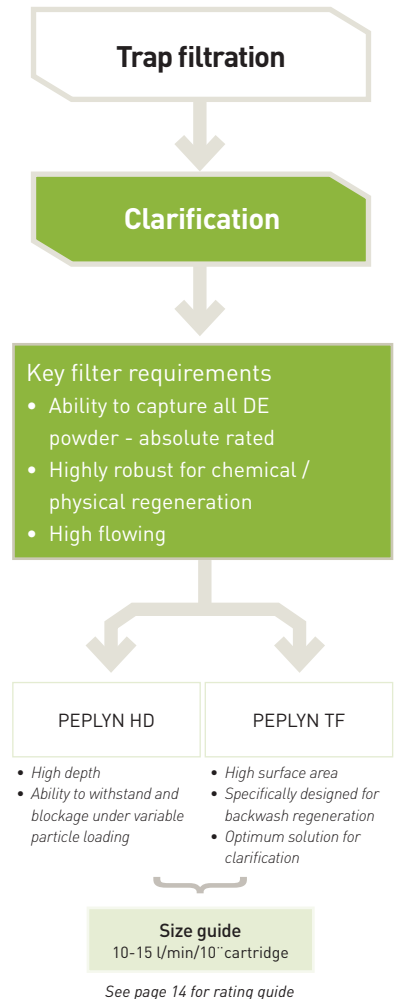 Trap filtration
Clarification
Key filter requirements
• Ability to capture all DE
powder - absolute rated
• Highly robust for chemical /
physical regeneration
• High flowing
PEPLYN HD
• High depth
• Ability to withstand and
blockage under variable
particle loading
PEPLYN TF
• High surface area
• Specifically designed for
backwash regeneration
• Optimum solution for
clarification
Size guide
10-15 l/min/10¨cartridge
See page 14 for rating guide